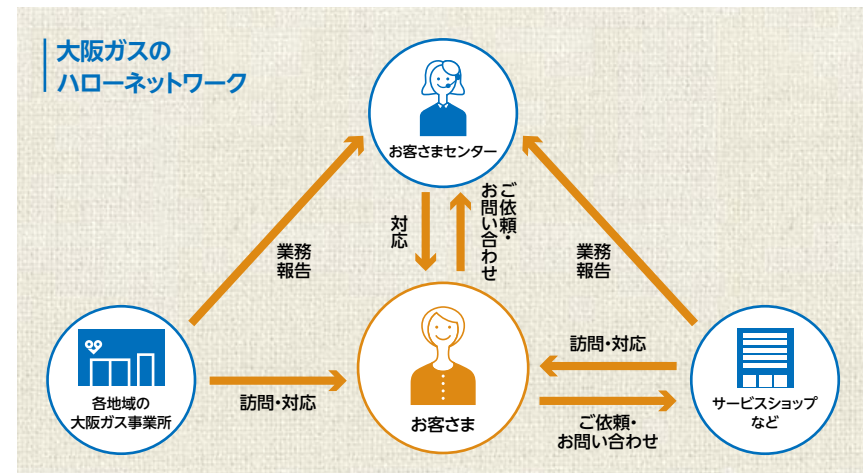 大阪ガスの
ハローネットワーク
お客さまセンター
対応
ご依頼・
お問い合わせ
業務
報告
業務
報告
訪問・対応
各地域の
大阪ガス事業所
訪問・対応
お客さま
ご依頼・
お問い合わせ
サービスショップ
など